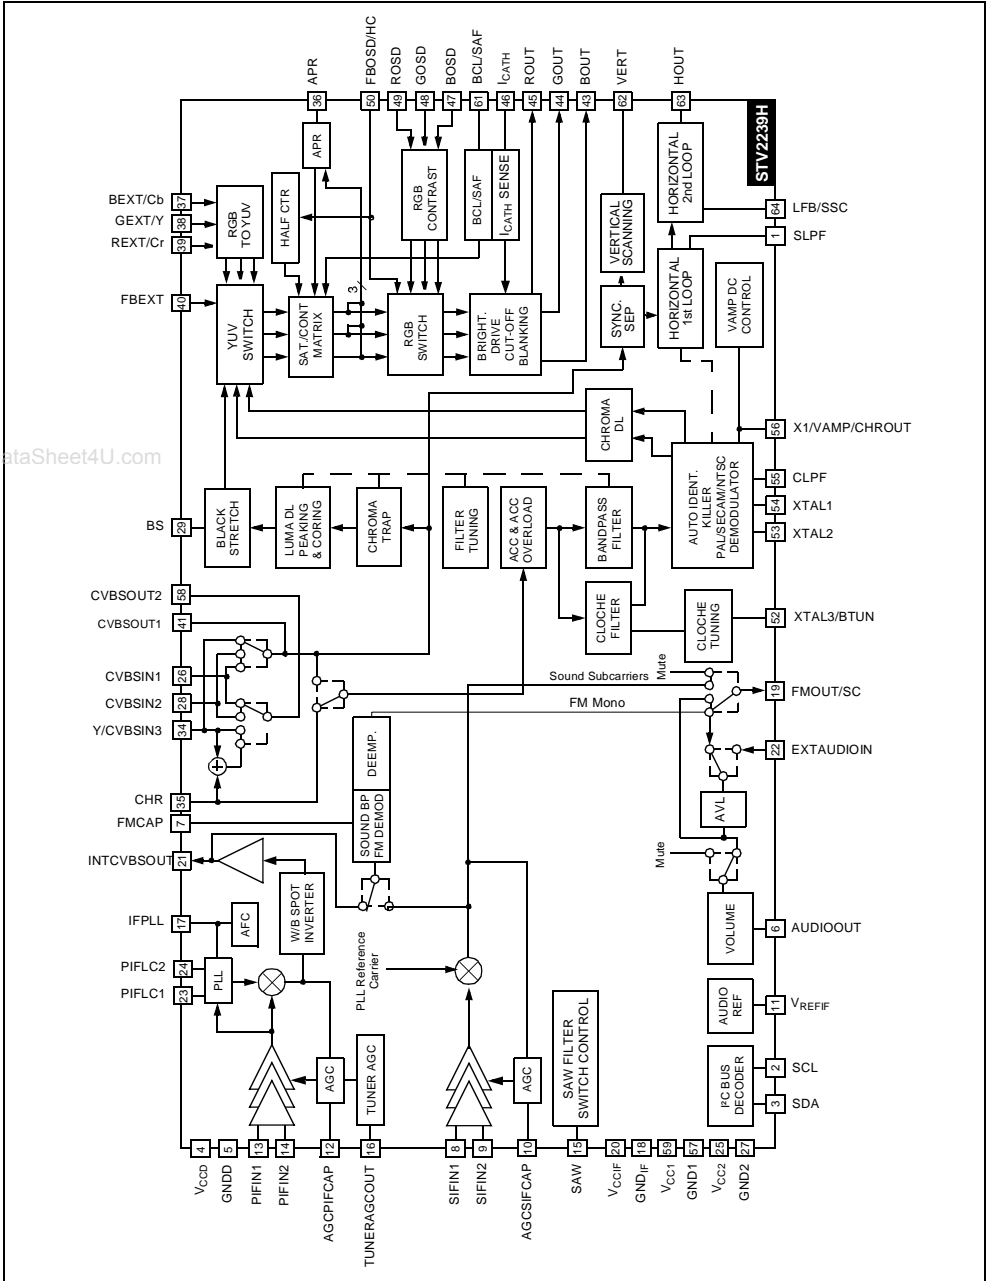 APR
FBOSD/HC
ROSD
GOSD
BOSD
BCL/SAF
ICATH
ROUT
GOUT
BOUT
VERT
HOUT
36
50
49
48
47
61
46
45
44
43
62
63
STV2239H
BEXT/Cb
37
GEXT/Y
38
REXT/Cr
39
FBEXT
40
RGB
TO YUV
HALF CTR
APR
RGB
CONTRAST
BCL/SAF
ICATH SENSE
VERTICAL
SCANNING
HORIZONTAL
2nd LOOP
64
LFB/SSC
1
SLPF
YUV
SWITCH
SAT./CONT
MATRIX
3
RGB
SWITCH
BRIGHT.
DRIVE
CUT-OFF
BLANKING
SYNC.
SEP
HORIZONTAL
1st LOOP
VAMP DC
CONTROL
CHROMA
DL
56
X1/VAMP/CHROUT
ataSheet4U.com
AUTO IDENT.
KILLER
PAL/SECAM/NTSC
DEMODULATOR
55
CLPF
54
XTAL1
53
XTAL2
BS
29
BLACK
STRETCH
LUMA DL
PEAKING
& CORING
CHROMA
TRAP
FILTER
TUNING
ACC & ACC
OVERLOAD
BANDPASS
FILTER
CVBSOUT2
58
CVBSOUT1
41
CLOCHE
FILTER
CLOCHE
TUNING
52
XTAL3/BTUN
CVBSIN1
26
CVBSIN2
28
Y/CVBSIN3
34
Sound Subcarriers
Mute
FM Mono
19
FMOUT/SC
22
EXTAUDIOIN
CHR
35
FMCAP
7
DEEMP.
SOUND BP
FM DEMOD
AVL
INTCVBSOUT
21
Mute
W/B SPOT
INVERTER
IFPLL
17
AFC
VOLUME
6
AUDIOOUT
PIFLC2
24
PIFLC1
23
PLL
PLL Reference
Carrier
AUDIO
REF
11
VREFIF
AGC
TUNER AGC
AGC
SAW FILTER
SWITCH CONTROL
I²C BUS
DECODER
2
SCL
3
SDA
4
5
13
14
12
16
8
9
10
15
20
18
59
57
25
27
VCCD
GNDD
PIFIN1
PIFIN2
AGCPIFCAP
TUNERAGCOUT
SIFIN1
SIFIN2
AGCSIFCAP
SAW
VCCIF
GNDIF
VCC1
GND1
VCC2
GND2